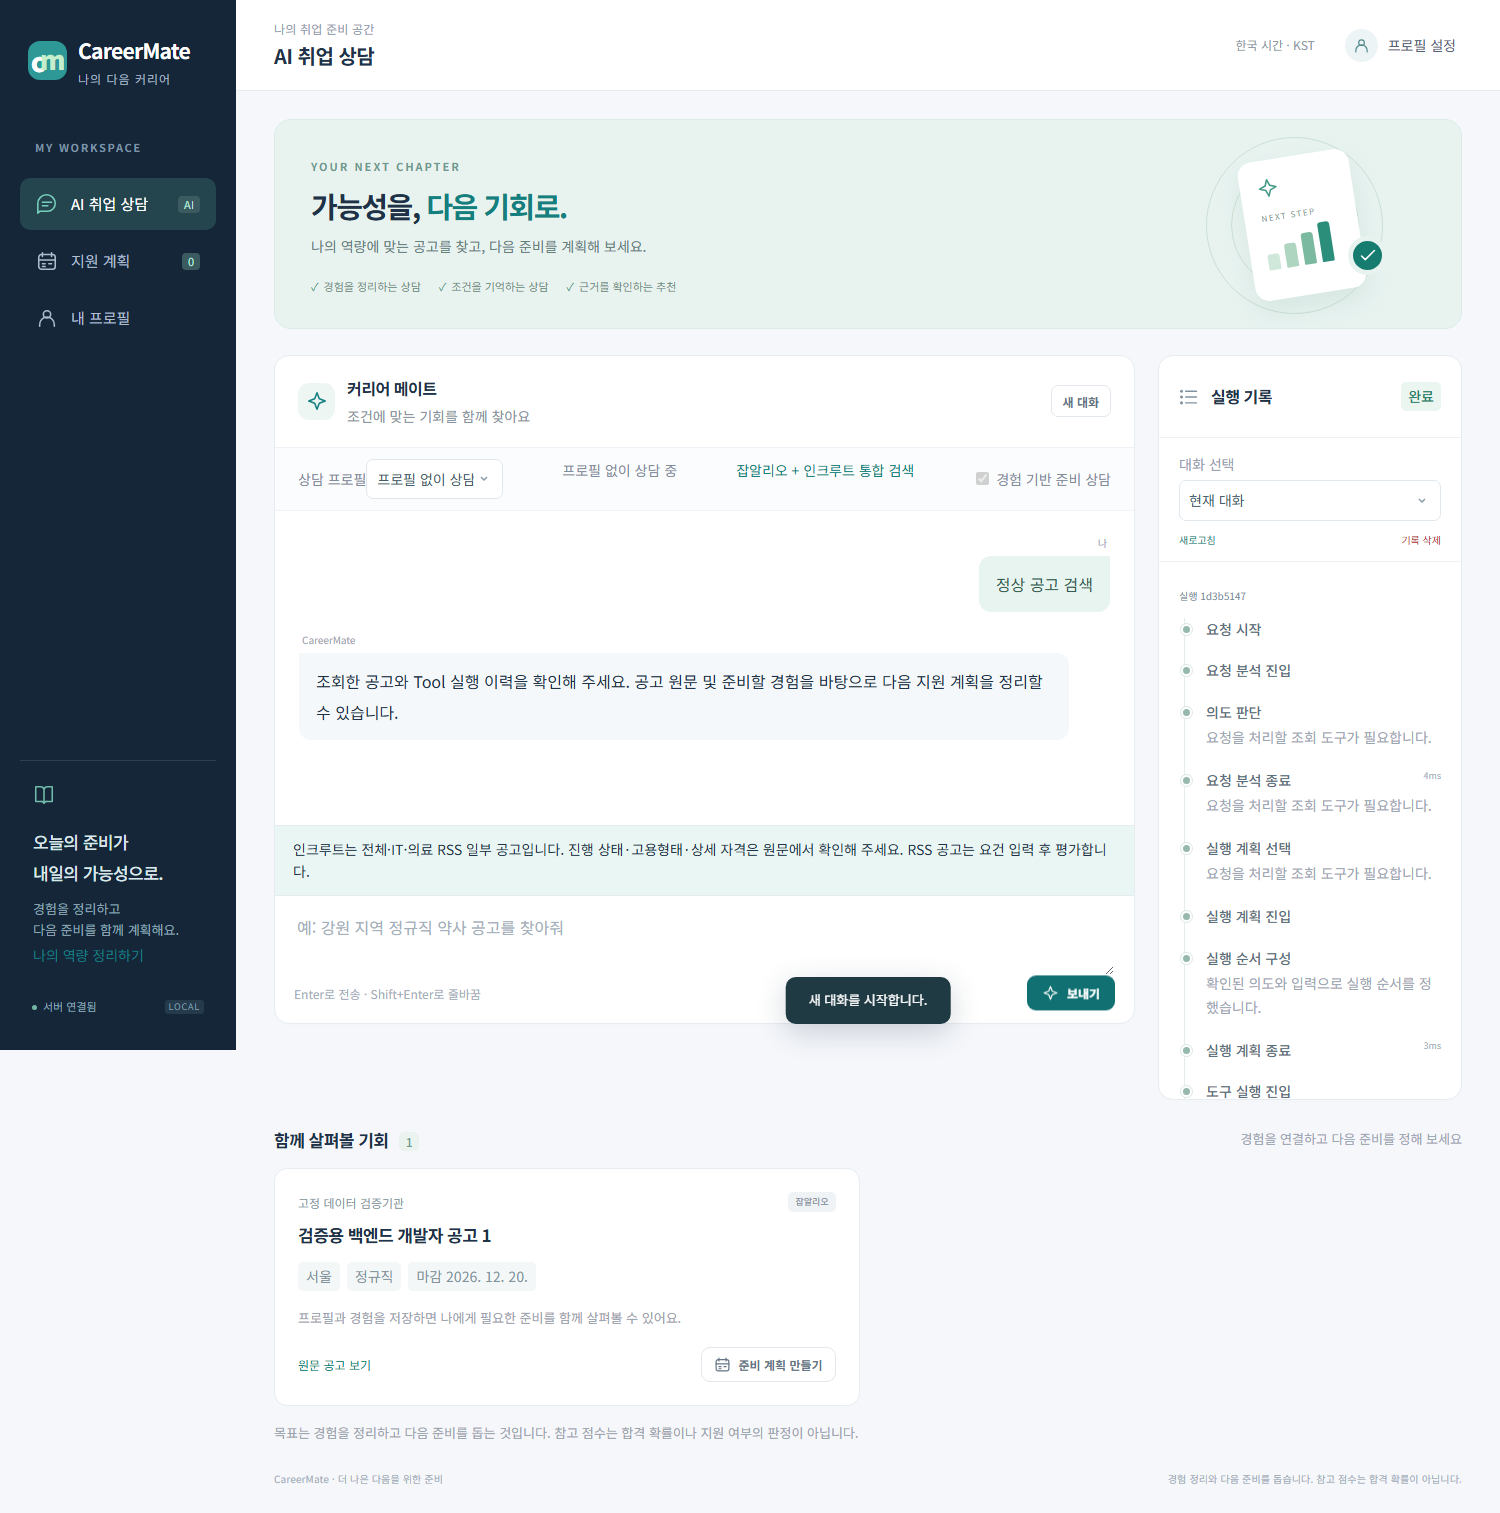 CareerMate
나의 다음 커리어
MY WORKSPACE
AI 취업 상담
AI
지원 계획
0
내 프로필
오늘의 준비가
내일의 가능성으로.
경험을 정리하고
다음 준비를 함께 계획해요.
나의 역량 정리하기
서버 연결됨
LOCAL
나의 취업 준비 공간
AI 취업 상담
한국 시간 · KST
프로필 설정
YOUR NEXT CHAPTER
가능성을, 다음 기회로.
나의 역량에 맞는 공고를 찾고, 다음 준비를 계획해 보세요.
✓ 경험을 정리하는 상담 ✓ 조건을 기억하는 상담 ✓ 근거를 확인하는 추천
NEXT STEP
커리어 메이트
조건에 맞는 기회를 함께 찾아요
새 대화
상담 프로필
프로필 없이 상담
프로필 없이 상담 중
잡알리오 + 인크루트 통합 검색
경험 기반 준비 상담
나
정상 공고 검색
CareerMate
조회한 공고와 Tool 실행 이력을 확인해 주세요. 공고 원문 및 준비할 경험을 바탕으로 다음 지원 계획을 정리할
수 있습니다.
인크루트는 전체·IT·의료 RSS 일부 공고입니다. 진행 상태·고용형태·상세 자격은 원문에서 확인해 주세요. RSS 공고는 요건 입력 후 평가합니
다.
예: 강원 지역 정규직 약사 공고를 찾아줘
Enter로 전송 · Shift+Enter로 줄바꿈
새 대화를 시작합니다.
보내기
실행 기록
완료
대화 선택
현재 대화
새로고침
기록 삭제
실행 1d3b5147
요청 시작
요청 분석 진입
의도 판단
요청을 처리할 조회 도구가 필요합니다.
요청 분석 종료
4ms
요청을 처리할 조회 도구가 필요합니다.
실행 계획 선택
요청을 처리할 조회 도구가 필요합니다.
실행 계획 진입
실행 순서 구성
확인된 의도와 입력으로 실행 순서를 정
했습니다.
실행 계획 종료
3ms
도구 실행 진입
함께 살펴볼 기회
1
경험을 연결하고 다음 준비를 정해 보세요
고정 데이터 검증기관
잡알리오
검증용 백엔드 개발자 공고 1
서울
정규직
마감 2026. 12. 20.
프로필과 경험을 저장하면 나에게 필요한 준비를 함께 살펴볼 수 있어요.
원문 공고 보기
준비 계획 만들기
목표는 경험을 정리하고 다음 준비를 돕는 것입니다. 참고 점수는 합격 확률이나 지원 여부의 판정이 아닙니다.
CareerMate · 더 나은 다음을 위한 준비
경험 정리와 다음 준비를 돕습니다. 참고 점수는 합격 확률이 아닙니다.